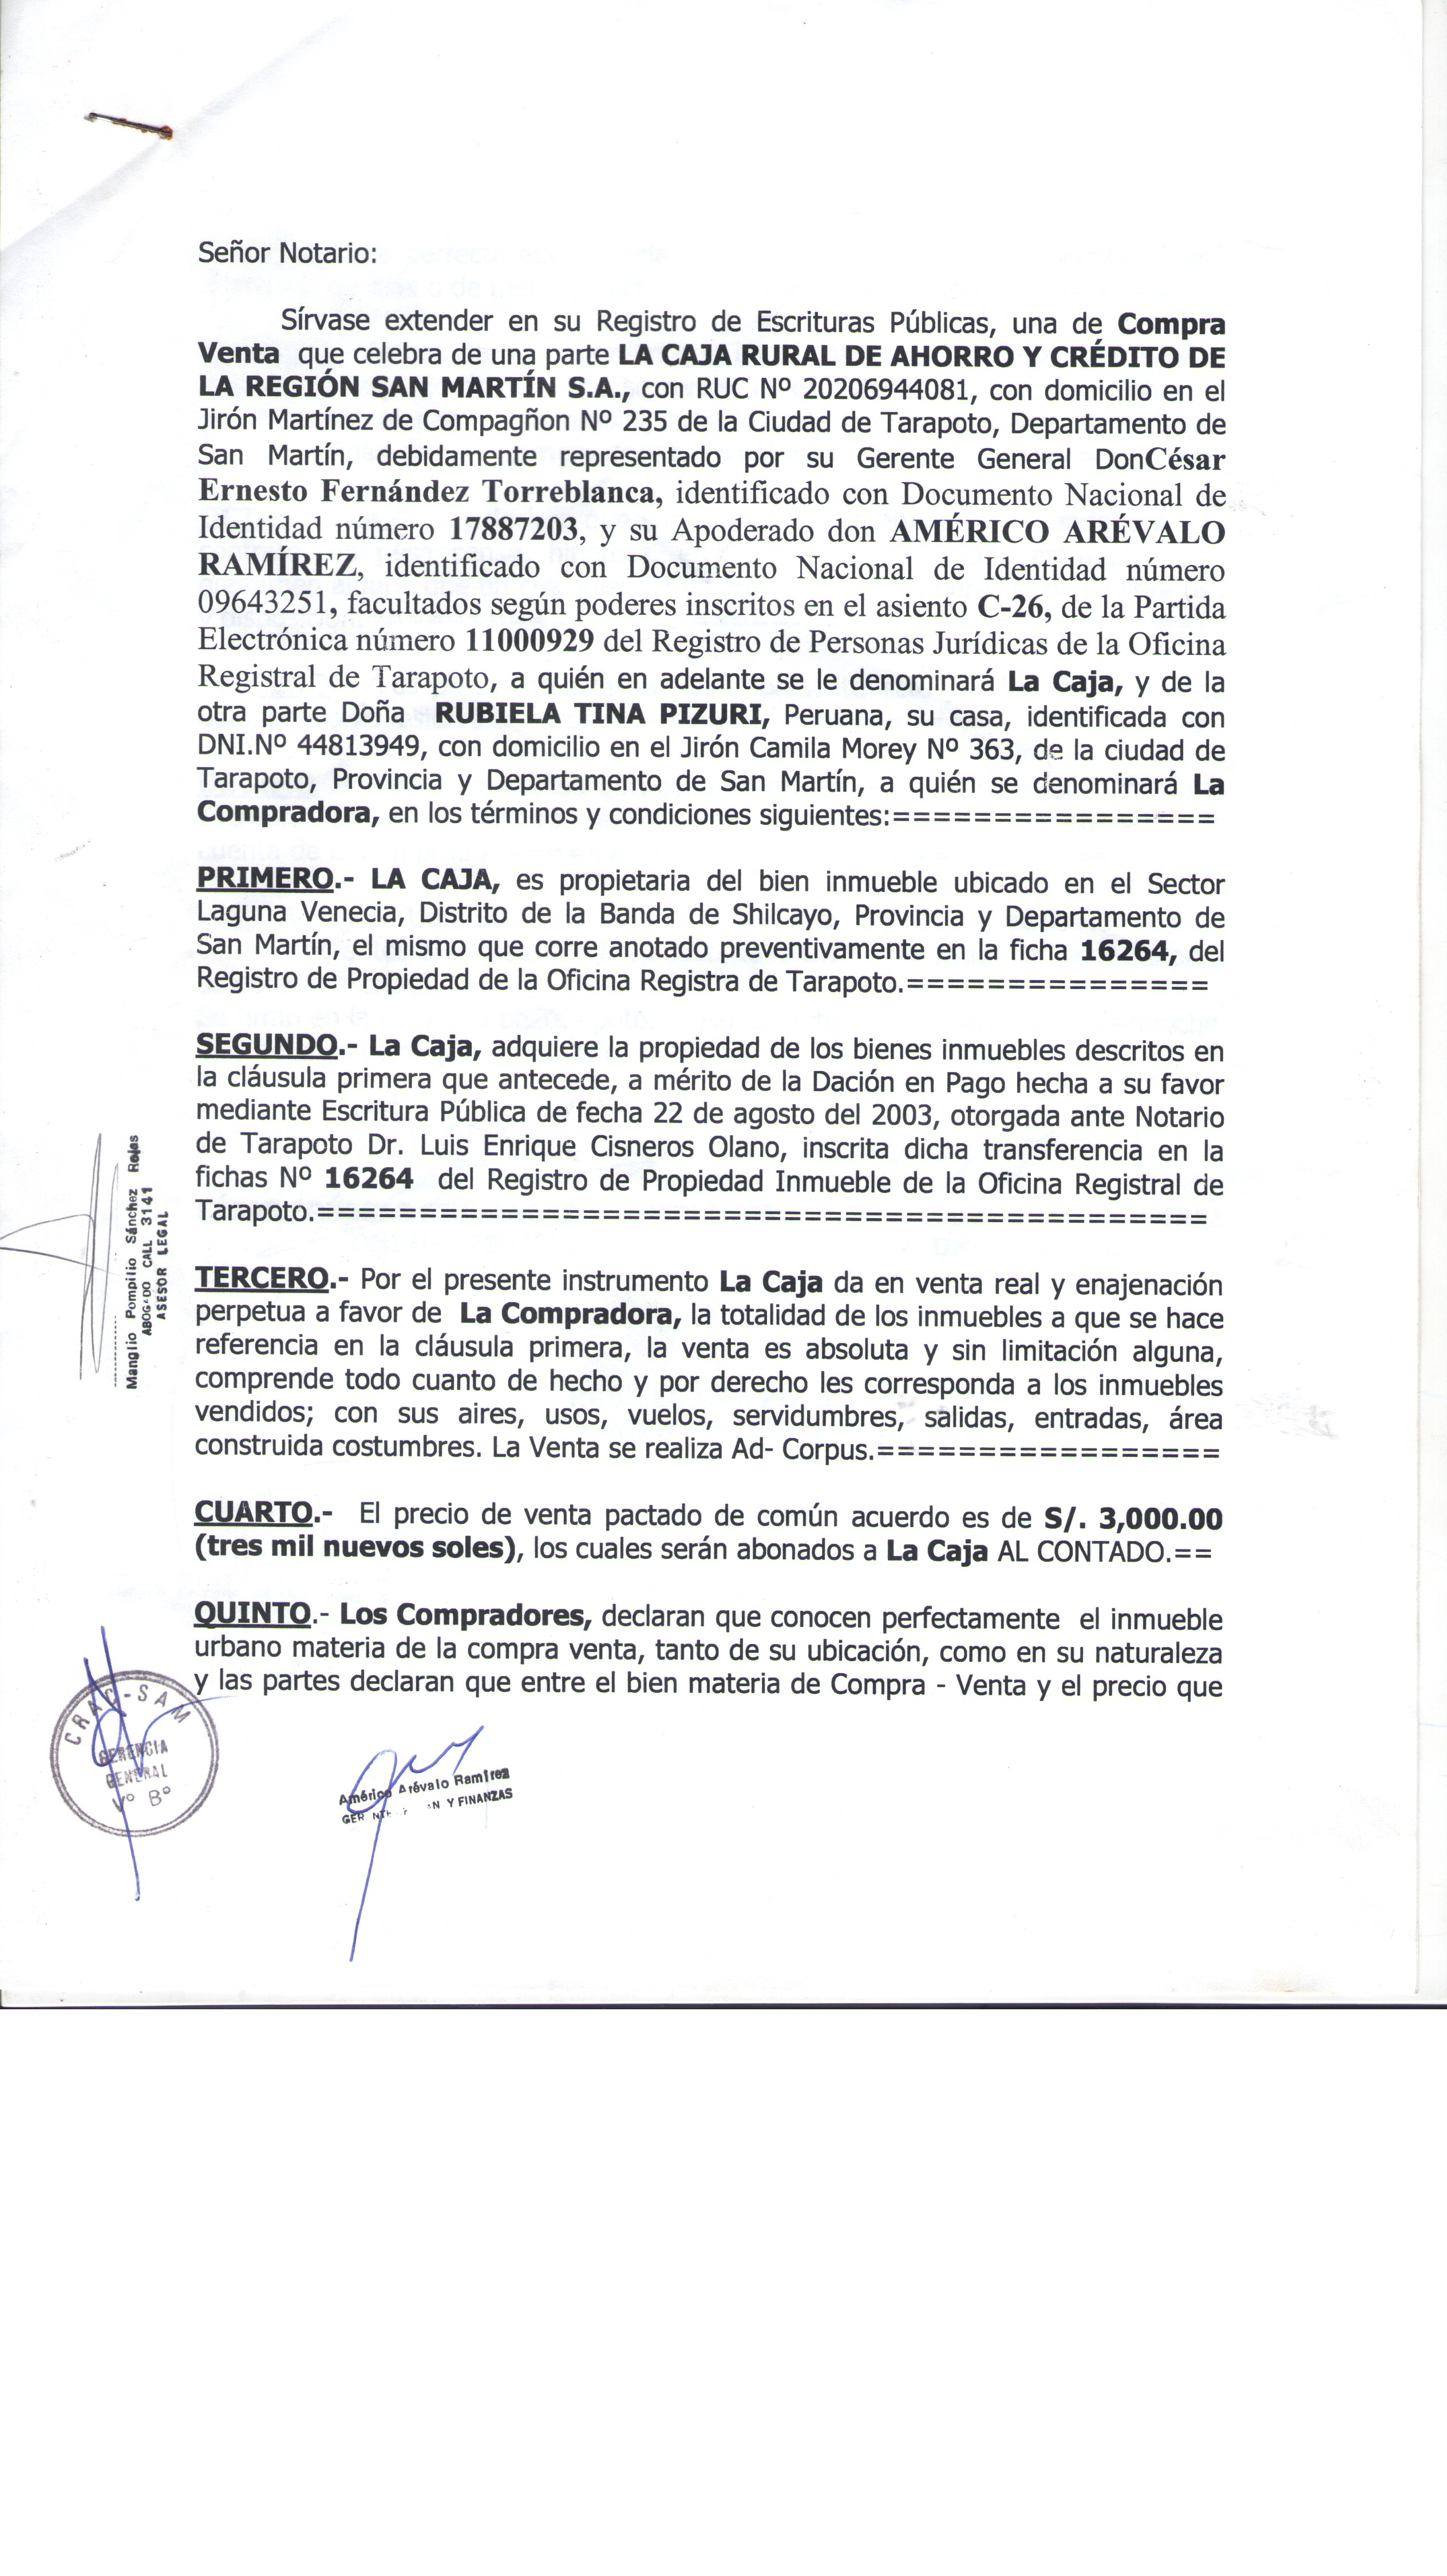 Señor Notario:
Sírvase extender en su Registro de Escrituras Públicas, una de Compra
Venta que celebra de una parte LA CAJA RURAL DE AHORRO Y CRÉDITO DE
LA REGIÓN SAN MARTÍN S.A., con RUC Nº 20206944081, con domicilio en el
Jirón Martínez de Compagñon Nº 235 de la Ciudad de Tarapoto, Departamento de
San Martín, debidamente representado por su Gerente General DonCésar
Ernesto Fernández Torreblanca, identificado con Documento Nacional de
Identidad número 17887203, y su Apoderado don AMÉRICO ARÉVALO
RAMÍREZ, identificado con Documento Nacional de Identidad número
09643251, facultados según poderes inscritos en el asiento C-26, de la Partida
Electrónica número 11000929 del Registro de Personas Jurídicas de la Oficina
Registral de Tarapoto, a quién en adelante se le denominará La Caja, y de la
otra parte Doña RUBIELA TINA PIZURI, Peruana, su casa, identificada con
DNI.Nº 44813949, con domicilio en el Jirón Camila Morey Nº 363, de la ciudad de
Tarapoto, Provincia y Departamento de San Martín, a quién se denominará La
Compradora, en los términos y condiciones siguientes:================
PRIMERO.- LA CAJA, es propietaria del bien inmueble ubicado en el Sector
Laguna Venecia, Distrito de la Banda de Shilcayo, Provincia y Departamento de
San Martín, el mismo que corre anotado preventivamente en la ficha 16264, del
Registro de Propiedad de la Oficina Registra de Tarapoto.===============
SEGUNDO.- La Caja, adquiere la propiedad de los bienes inmuebles descritos en
la cláusula primera que antecede, a mérito de la Dación en Pago hecha a su favor
mediante Escritura Pública de fecha 22 de agosto del 2003, otorgada ante Notario
de Tarapoto Dr. Luis Enrique Cisneros Olano, inscrita dicha transferencia en la
fichas Nº 16264 del Registro de Propiedad Inmueble de la Oficina Registral de
Tarapoto.============================================
TERCERO.- Por el presente instrumento La Caja da en venta real y enajenación
perpetua a favor de La Compradora, la totalidad de los inmuebles a que se hace
referencia en la cláusula primera, la venta es absoluta y sin limitación alguna,
comprende todo cuanto de hecho y por derecho les corresponda a los inmuebles
vendidos; con sus aires, usos, vuelos, servidumbres, salidas, entradas, área
construida costumbres. La Venta se realiza Ad- Corpus.=================
CUARTO.- El precio de venta pactado de común acuerdo es de S/. 3,000.00
(tres mil nuevos soles), los cuales serán abonados a La Caja AL CONTADO.==
QUINTO.- Los Compradores, declaran que conocen perfectamente el inmueble
urbano materia de la compra venta, tanto de su ubicación, como en su naturaleza
y las partes declaran que entre el bien materia de Compra - Venta y el precio que
Manglio Pompilio Sánchez Rojas
ABOGADO CALL 3141
ASESOR LEGAL
CRAC-SAM
GERENCIA
GENERAL
Vº Bº
Américo Arévalo Ramírez
Y FINANZAS